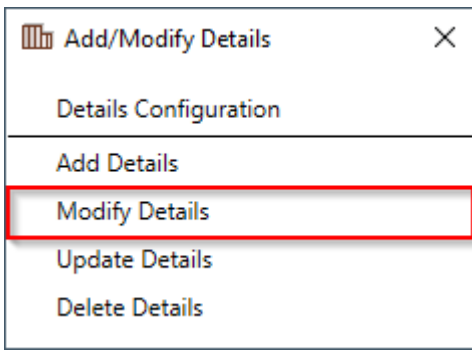 Add/Modify Details
Details Configuration
Add Details
Modify Details
Update Details
Delete Details